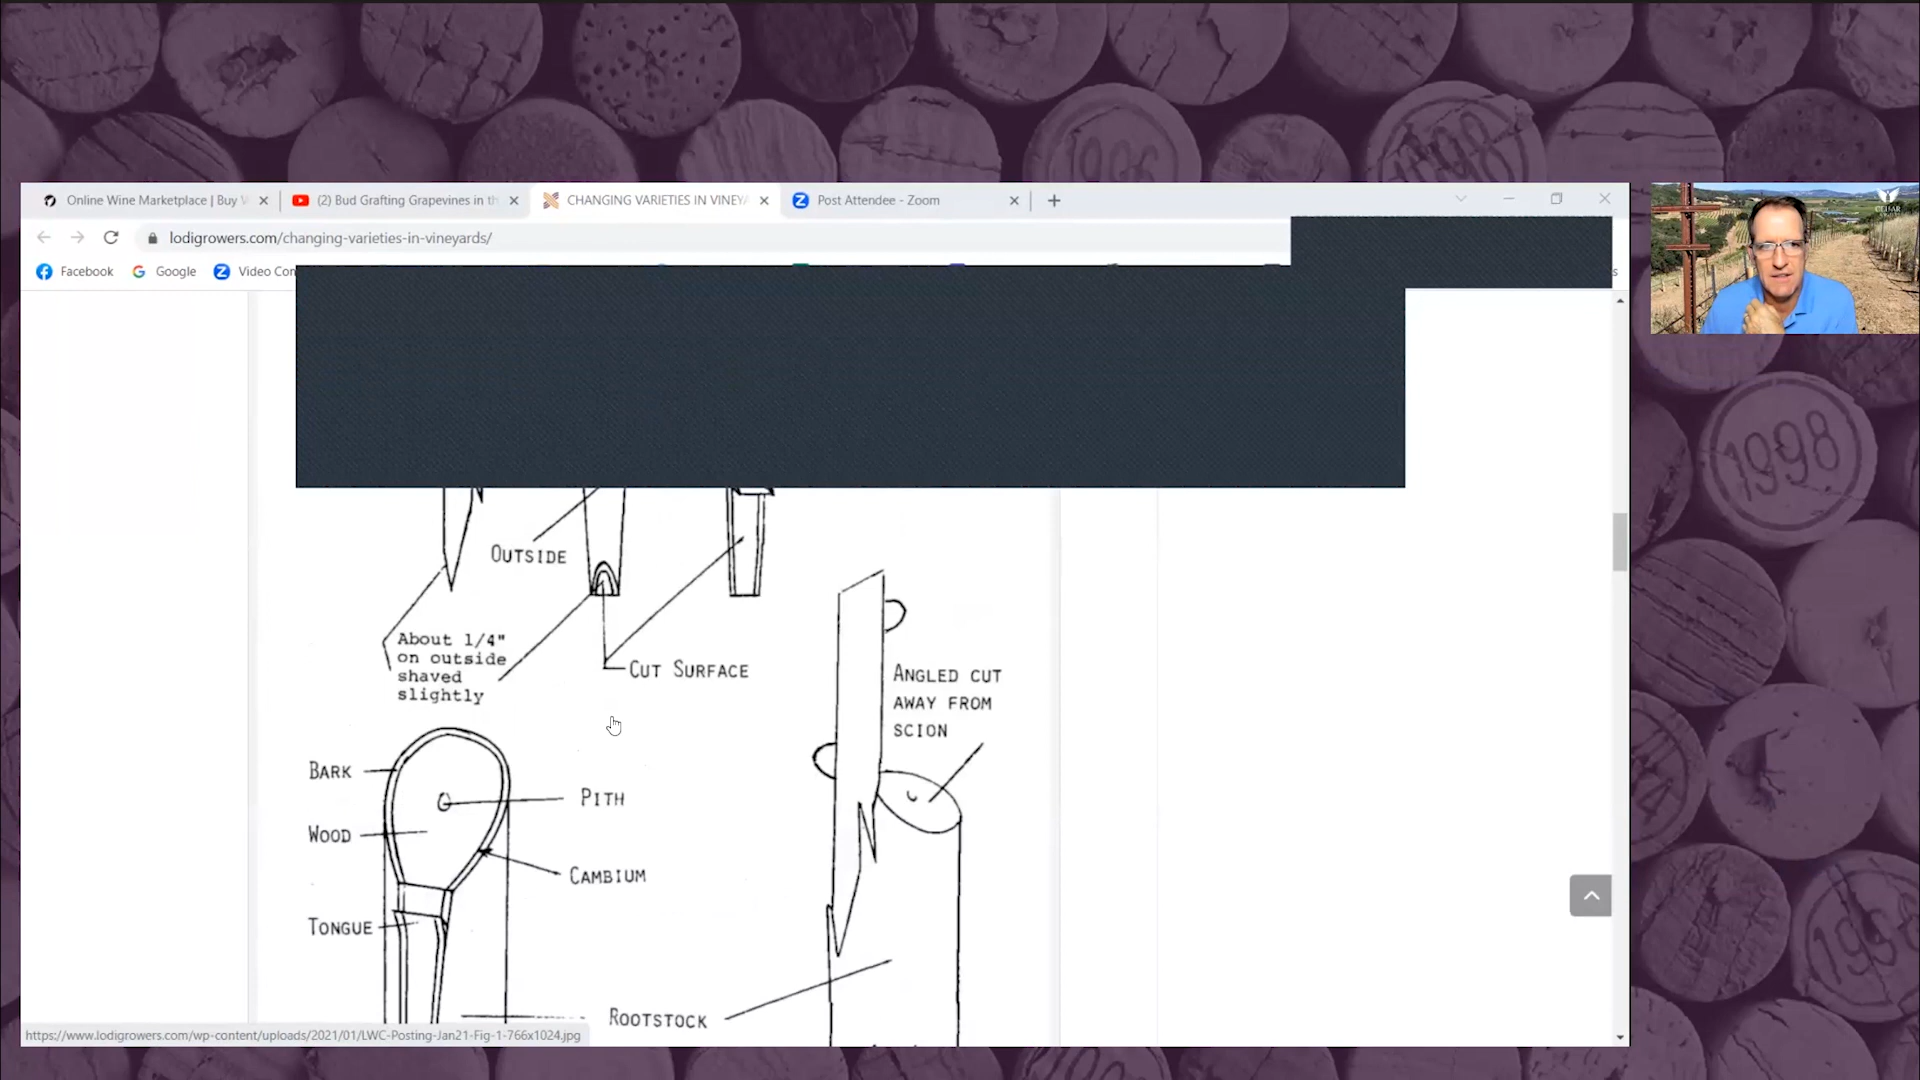 Online Wine Marketplace | Buy
(2) Bud Grafting Grapevines in th
CHANGING VARIETIES IN VINEYA
Post Attendee - Zoom
lodigrowers.com/changing-varieties-in-vineyards/
Facebook
Google
Video Con
s
OUTSIDE
About 1/4"
on outside
shaved
slightly
CUT SURFACE
ANGLED CUT
AWAY FROM
SCION
BARK
PITH
WOOD
CAMBIUM
TONGUE
ROOTSTOCK
https://www.lodigrowers.com/wp-content/uploads/2021/01/LWC-Posting-Jan21-Fig-1-766x1024.jpg
1998
1998